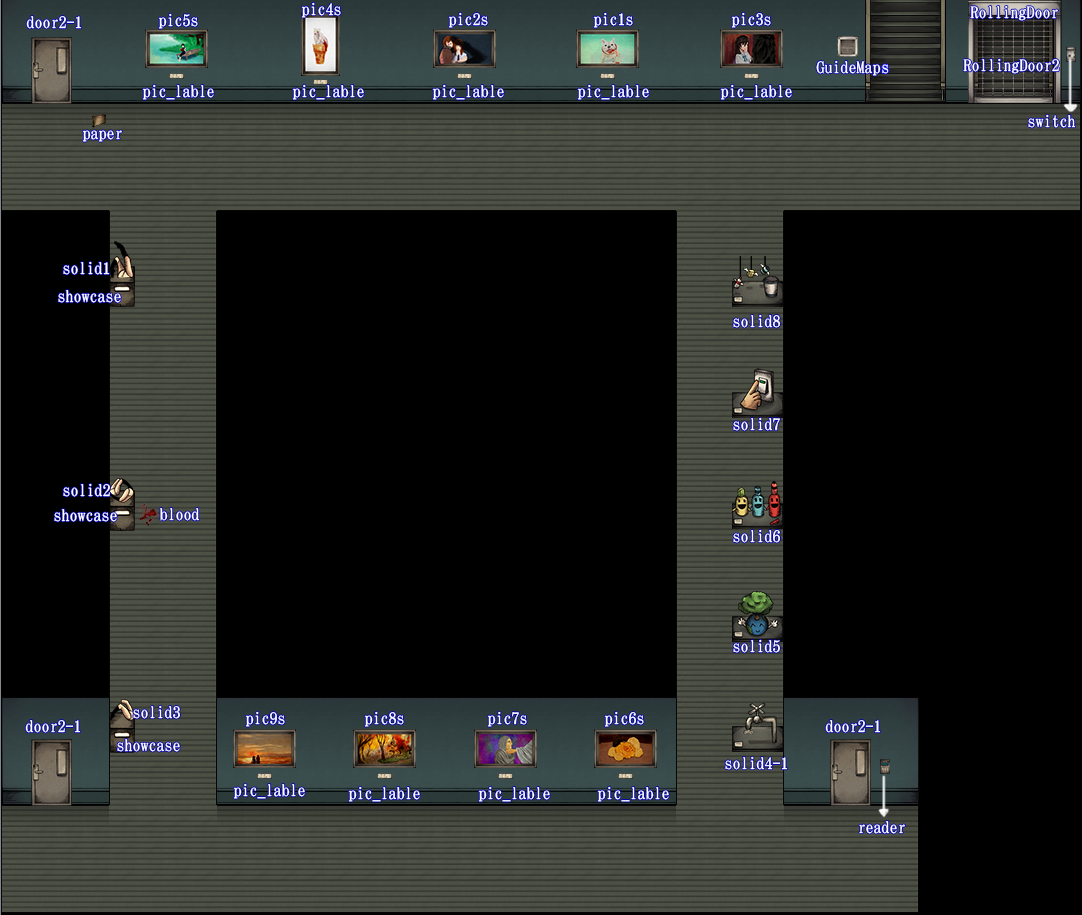 door2-1
pic5s
pic4s
pic2s
pic1s
pic3s
RollingDoor
GuideMaps
RollingDoor2
pic_lable
pic_lable
pic_lable
pic_lable
pic_lable
switch
paper
solid1
showcase
solid8
solid7
solid2
showcase
blood
solid6
solid5
solid3
door2-1
showcase
pic9s
pic8s
pic7s
pic6s
door2-1
solid4-1
pic_lable
pic_lable
pic_lable
pic_lable
reader